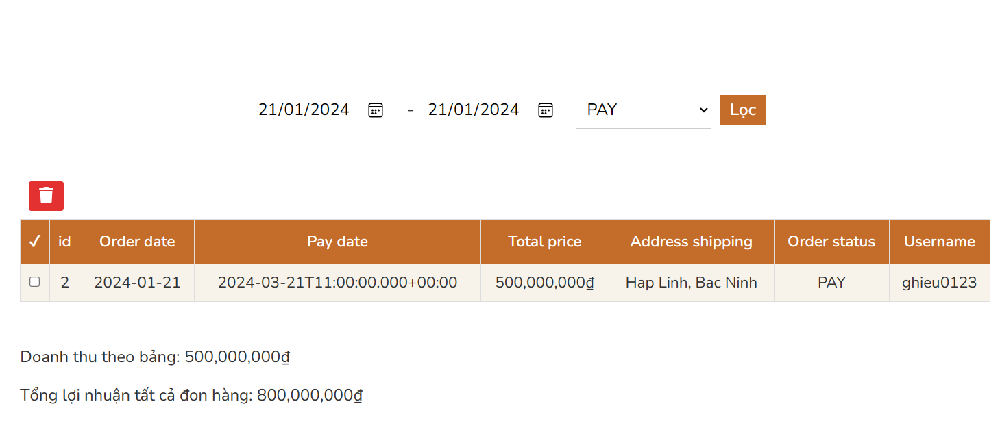 21/01/2024 - 21/01/2024 PAY Lọc
✓ id Order date Pay date Total price Address shipping Order status Username
2 2024-01-21 2024-03-21T11:00:00.000+00:00 500,000,000₫ Hap Linh, Bac Ninh PAY ghieu0123
Doanh thu theo bảng: 500,000,000₫
Tổng lợi nhuận tất cả đơn hàng: 800,000,000₫